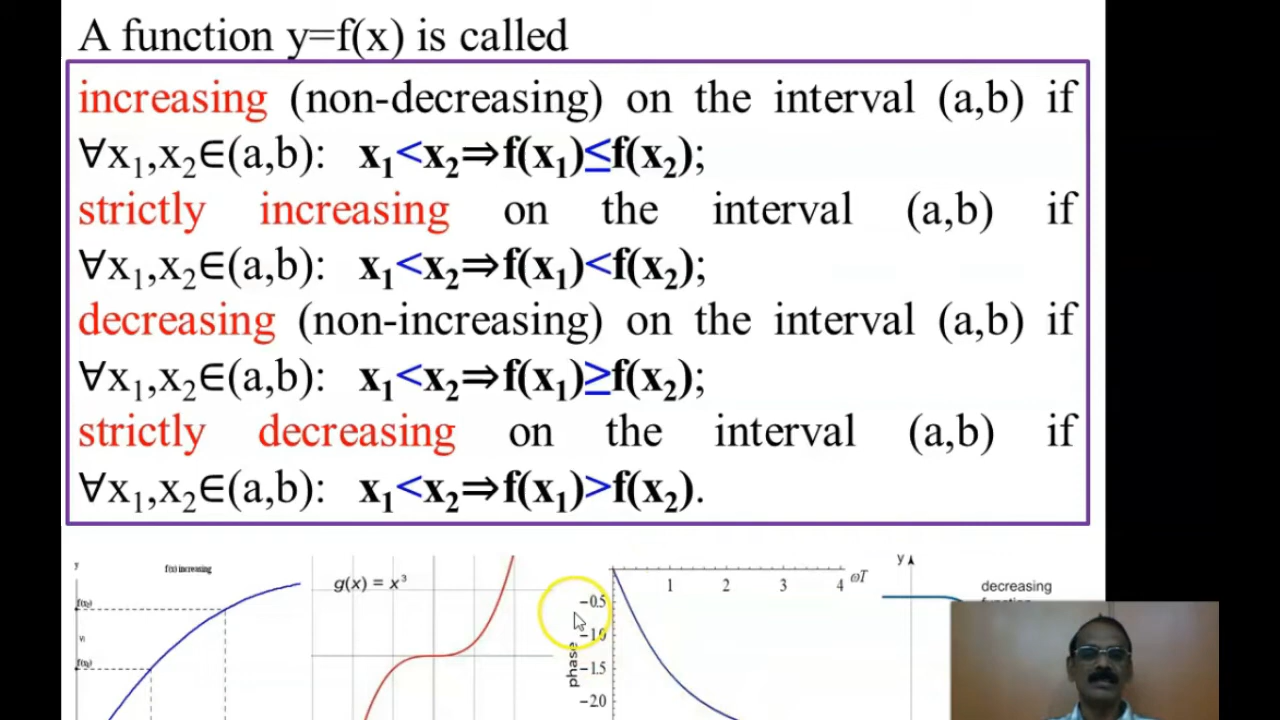 A function y=f(x) is called
increasing (non-decreasing) on the interval (a,b) if
∀x₁,x₂∈(a,b): x₁<x₂⇒f(x₁)≤f(x₂);
strictly increasing on the interval (a,b) if
∀x₁,x₂∈(a,b): x₁<x₂⇒f(x₁)<f(x₂);
decreasing (non-increasing) on the interval (a,b) if
∀x₁,x₂∈(a,b): x₁<x₂⇒f(x₁)≥f(x₂);
strictly decreasing on the interval (a,b) if
∀x₁,x₂∈(a,b): x₁<x₂⇒f(x₁)>f(x₂).
y
f(x) increasing
g(x) = x³
1 2 3 4 ωT
−0.5
−1.0
−1.5
−2.0
phase
y
decreasing